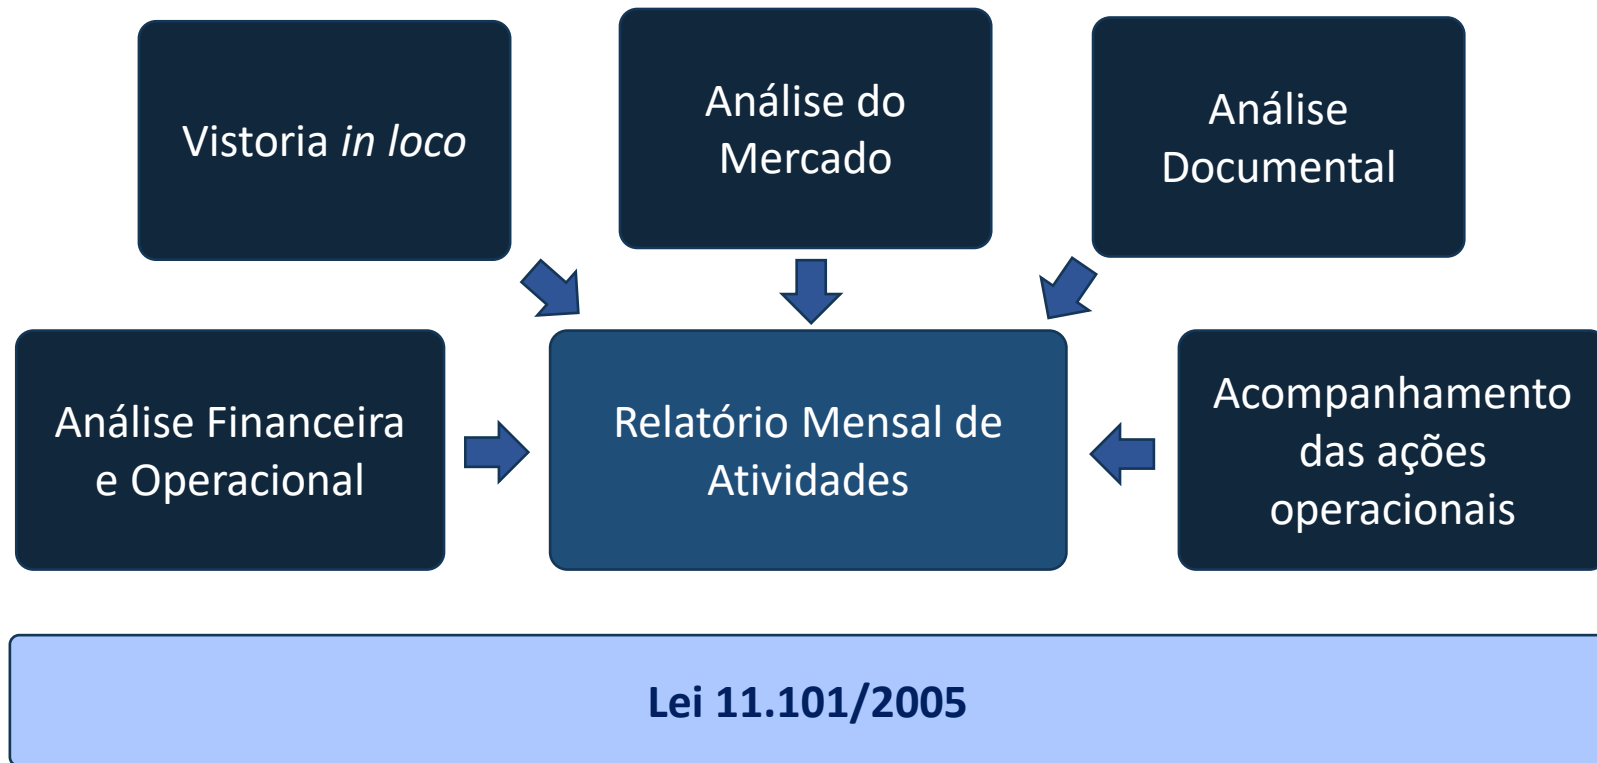 Vistoria in loco
Análise do
Mercado
Análise
Documental
Análise Financeira
e Operacional
Relatório Mensal de
Atividades
Acompanhamento
das ações
operacionais
Lei 11.101/2005